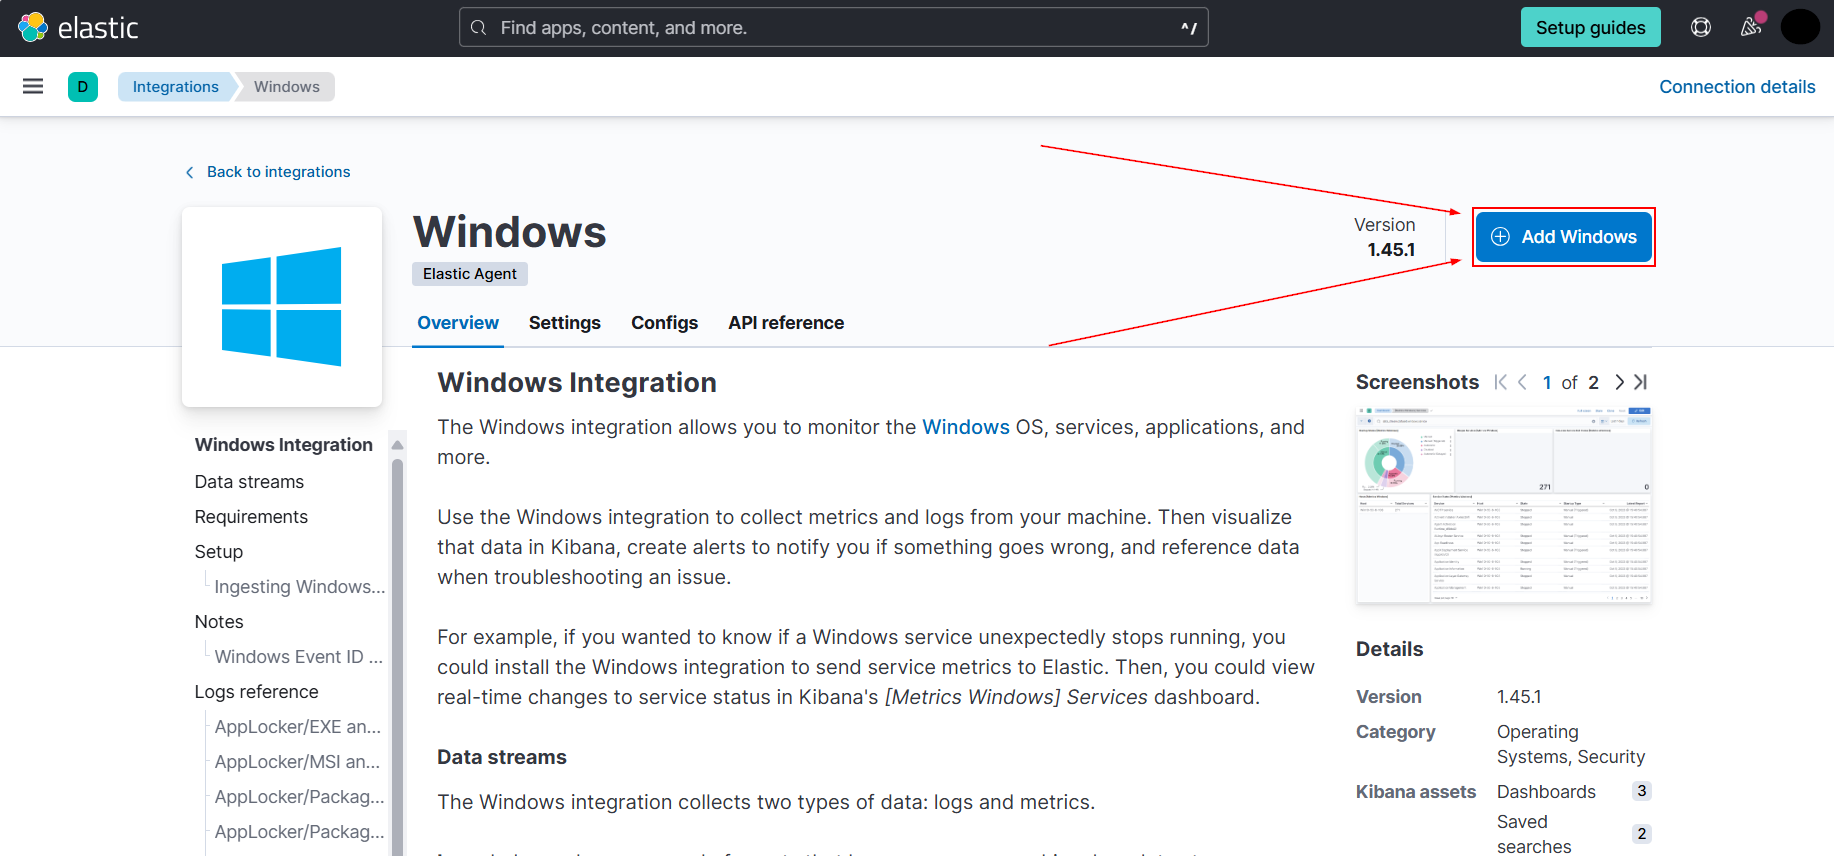 elastic
Find apps, content, and more.
^/
Setup guides
D
Integrations
Windows
Connection details
Back to integrations
Windows
Elastic Agent
Version
1.45.1
Add Windows
Overview
Settings
Configs
API reference
Windows Integration
Data streams
Requirements
Setup
Ingesting Windows...
Notes
Windows Event ID ...
Logs reference
AppLocker/EXE an...
AppLocker/MSI an...
AppLocker/Packag...
AppLocker/Packag...
Windows Integration
The Windows integration allows you to monitor the Windows OS, services, applications, and
more.
Use the Windows integration to collect metrics and logs from your machine. Then visualize
that data in Kibana, create alerts to notify you if something goes wrong, and reference data
when troubleshooting an issue.
For example, if you wanted to know if a Windows service unexpectedly stops running, you
could install the Windows integration to send service metrics to Elastic. Then, you could view
real-time changes to service status in Kibana's [Metrics Windows] Services dashboard.
Data streams
The Windows integration collects two types of data: logs and metrics.
Screenshots
1 of 2
271
0
Details
Version 1.45.1
Category Operating
Systems, Security
Kibana assets Dashboards 3
Saved
searches 2